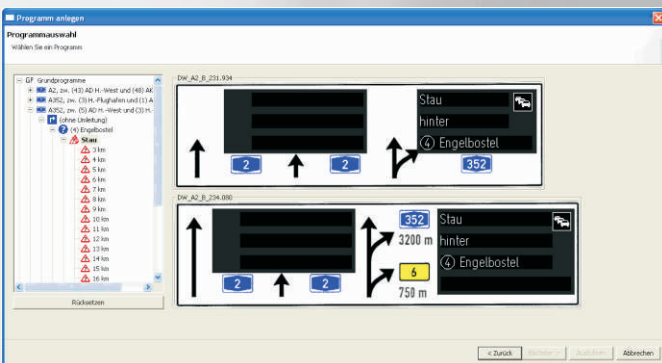 Programm anlegen
Programmauswahl
Wählen Sie ein Programm
GP Grundprogramme
A2, zw. (43) AD H.-West und (48) AK
A352, zw. (3) H.-Flughafen und (1) A
A352, zw. (5) AD H.-West und (3) H.-
(ohne Umleitung)
(4) Engelbostel
Stau
3 km
4 km
5 km
6 km
7 km
8 km
9 km
10 km
11 km
12 km
13 km
14 km
15 km
16 km
Rücksetzen
DW_A2_B_231.934
2
2
Stau
hinter
4 Engelbostel
352
DW_A2_B_234.080
2
2
352
3200 m
6
750 m
Stau
hinter
4 Engelbostel
< Zurück
Ausführen
Abbrechen